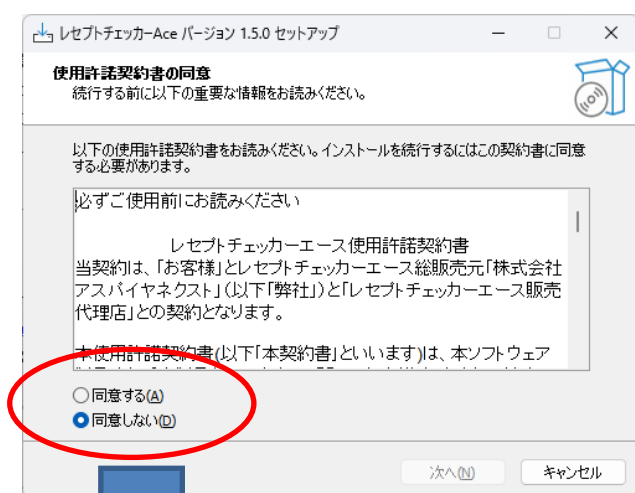 レセプトチェッカーAce バージョン 1.5.0 セットアップ
使用許諾契約書の同意
続行する前に以下の重要な情報をお読みください。
以下の使用許諾契約書をお読みください。インストールを続行するにはこの契約書に同意
する必要があります。
必ずご使用前にお読みください
レセプトチェッカーエース使用許諾契約書
当契約は、「お客様」とレセプトチェッカーエース総販売元「株式会社
アスパイヤネクスト」(以下「弊社」)と「レセプトチェッカーエース販売
代理店」との契約となります。
本使用許諾契約書(以下「本契約書」といいます)は、本ソフトウェア
同意する(A)
同意しない(D)
次へ(N)
キャンセル